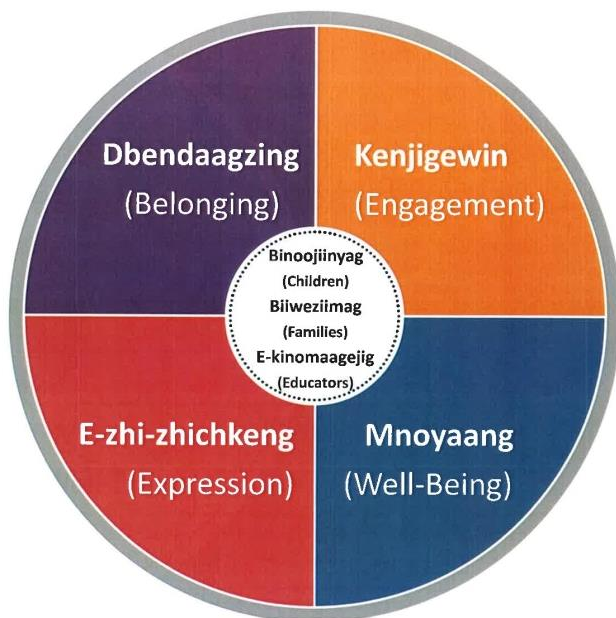 Dbendaagzing
(Belonging)
Kenjigewin
(Engagement)
Binoojiinyag
(Children)
Biiweziimag
(Families)
E-kinomaagejig
(Educators)
E-zhi-zhichkeng
(Expression)
Mnoyaang
(Well-Being)